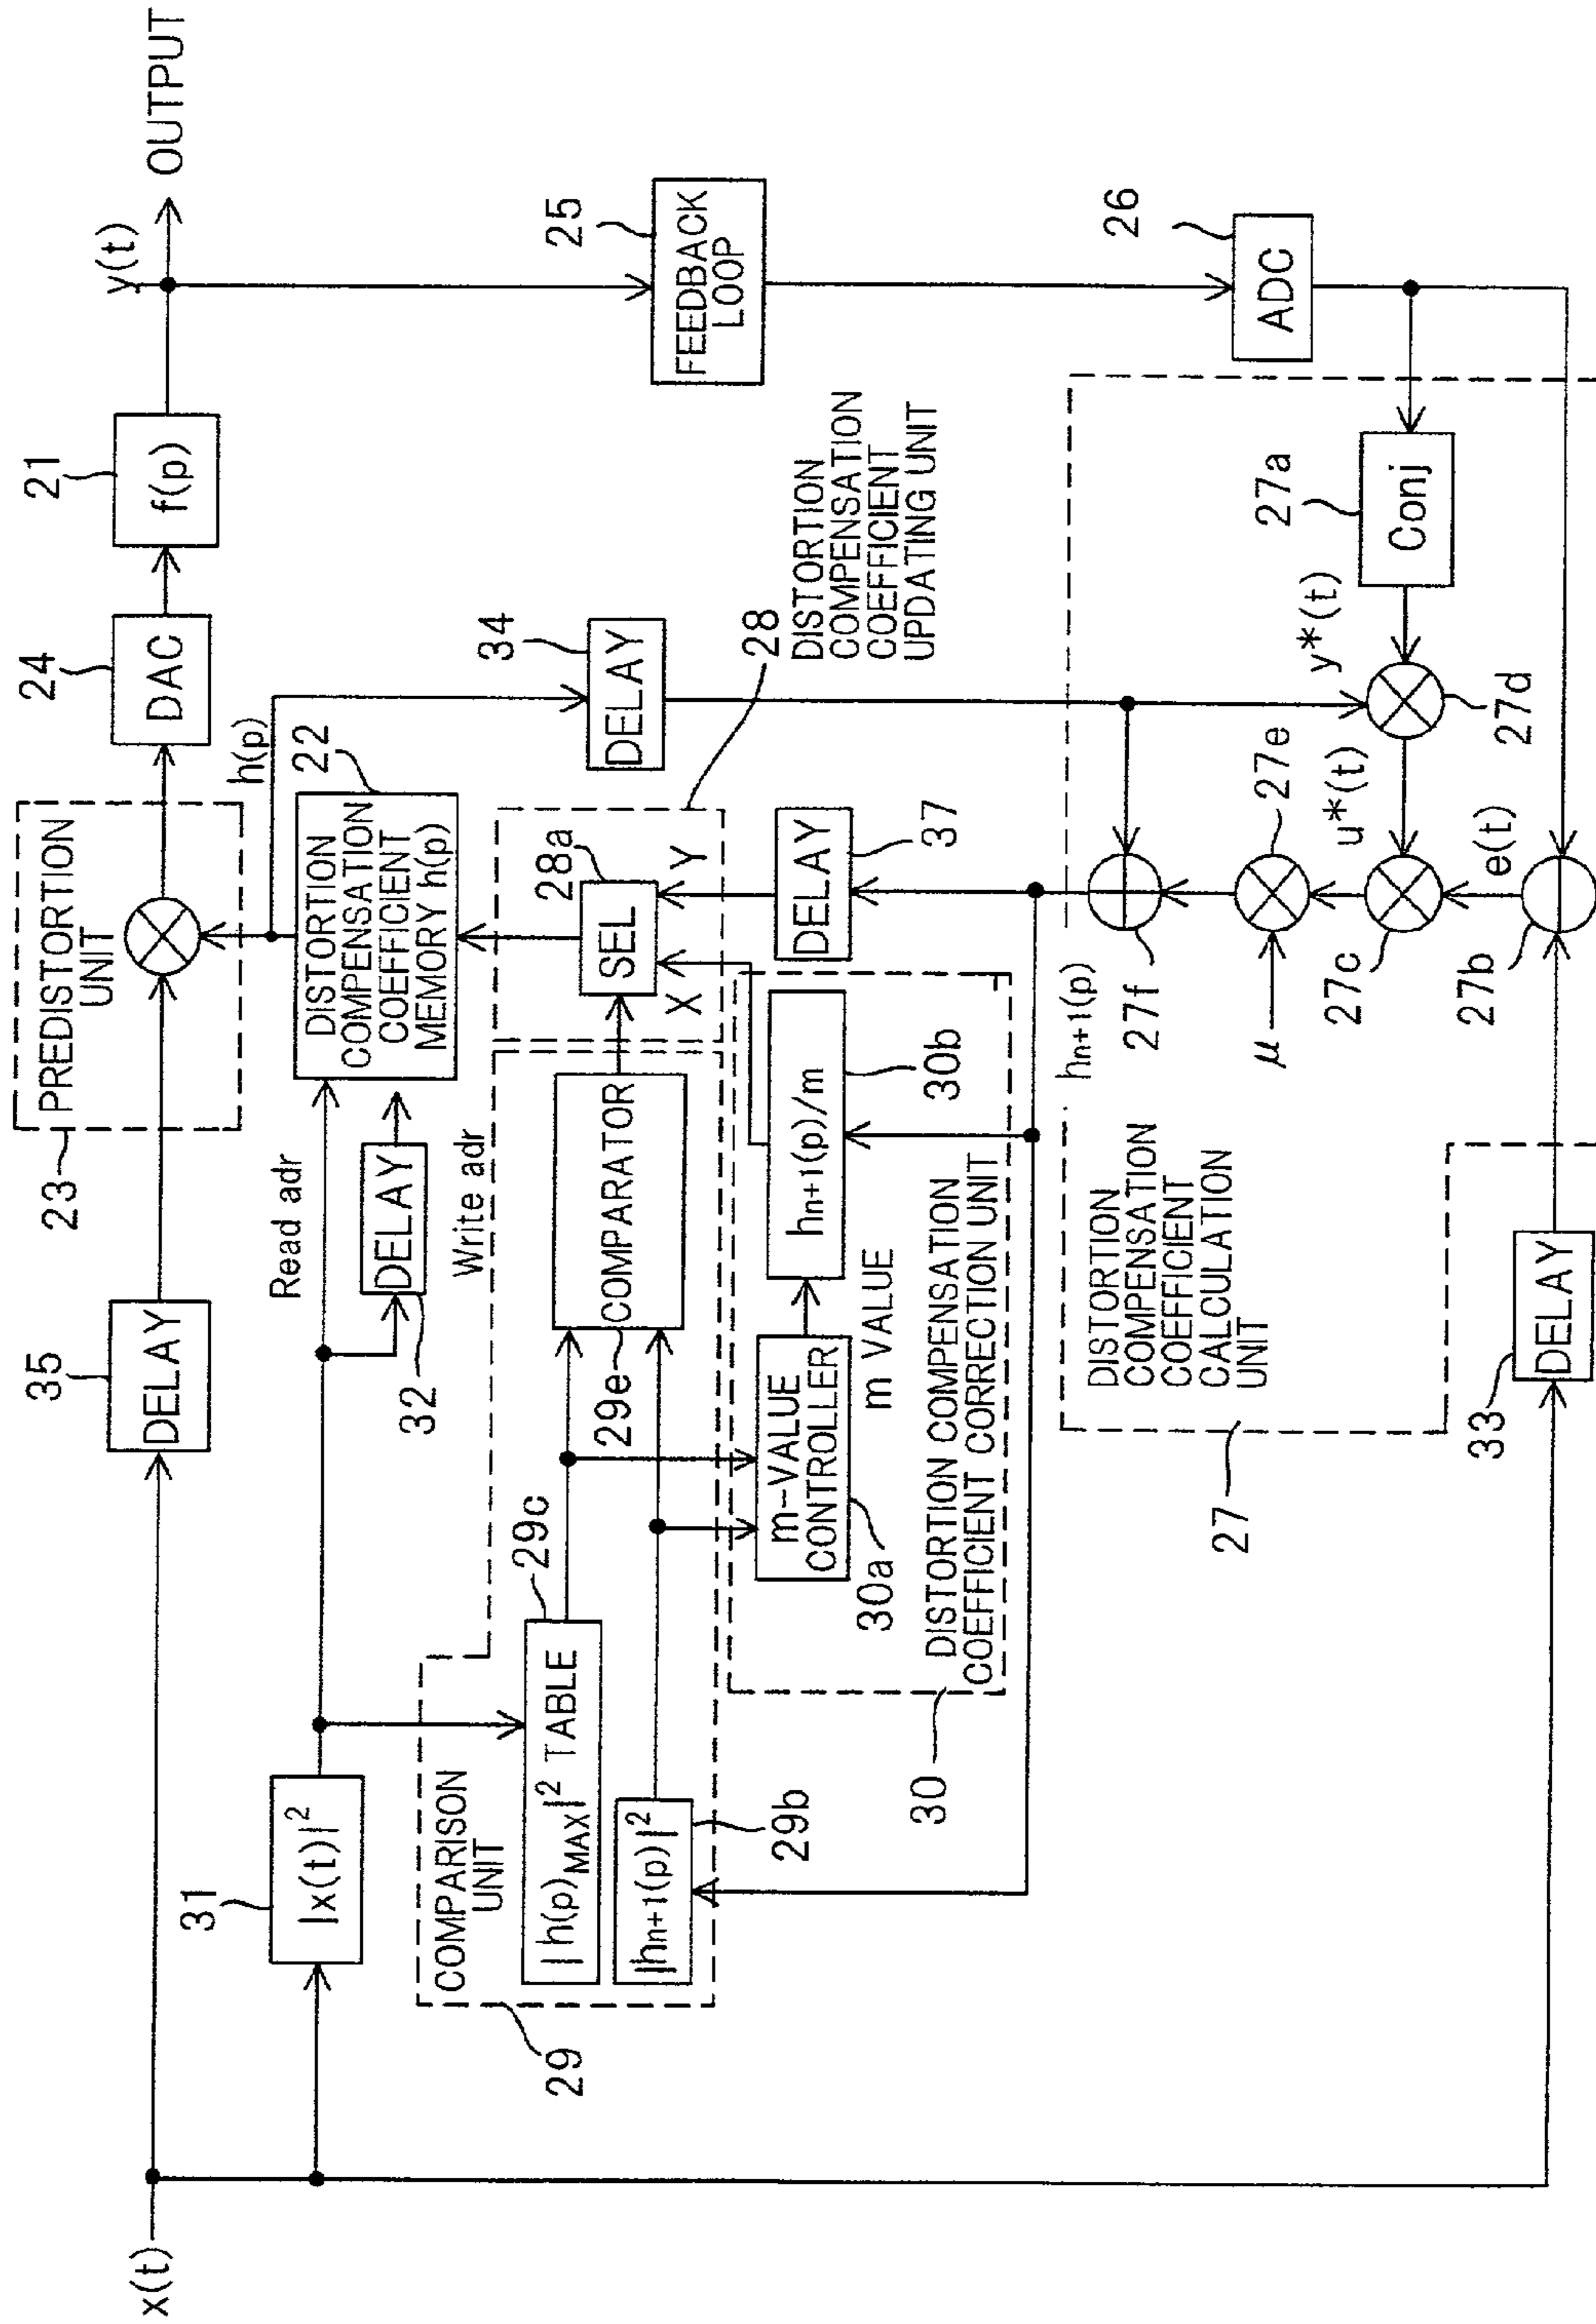 x(t)
35
DELAY
23
PREDISTORTION
UNIT
24
DAC
21
f(p)
y(t)
OUTPUT
31
|x(t)|²
Read adr
DELAY
32
Write adr
h(p)
22
DISTORTION
COMPENSATION
COEFFICIENT
MEMORY h(p)
34
DELAY
25
FEEDBACK
LOOP
COMPARISON
UNIT
29
29c
|h(p)MAX|² TABLE
|hn+1(p)|²
29b
COMPARATOR
29e
28a
SEL
X
Y
28
DISTORTION
COMPENSATION
COEFFICIENT
UPDATING UNIT
m-VALUE
CONTROLLER
30a
m VALUE
hn+1(p)/m
30b
DISTORTION COMPENSATION
COEFFICIENT CORRECTION UNIT
30
DELAY
37
26
ADC
hn+1(p)
27f
27e
μ
27c
u*(t)
27d
y*(t)
27a
Conj
e(t)
27b
DISTORTION
COMPENSATION
COEFFICIENT
CALCULATION
UNIT
27
33
DELAY